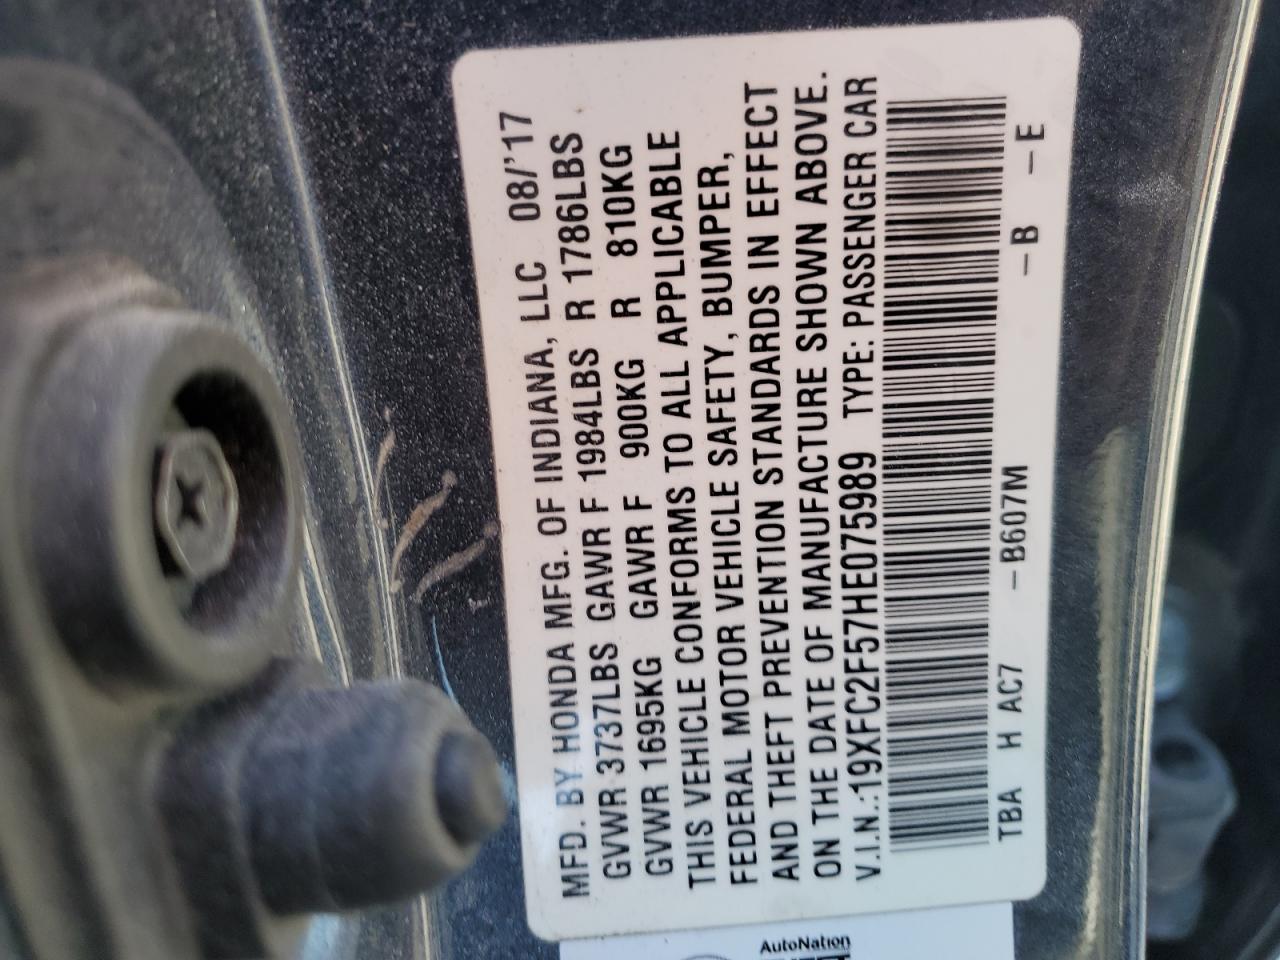 MFD. BY HONDA MFG. OF INDIANA, LLC 08/'17
GVWR 3737LBS GAWR F 1984LBS R 1786LBS
GVWR 1695KG GAWR F 900KG R 810KG
THIS VEHICLE CONFORMS TO ALL APPLICABLE
FEDERAL MOTOR VEHICLE SAFETY, BUMPER,
AND THEFT PREVENTION STANDARDS IN EFFECT
ON THE DATE OF MANUFACTURE SHOWN ABOVE.
V.I.N.:19XFC2F57HE075989 TYPE: PASSENGER CAR
TBA H AC7 –B607M –B –E
AutoNation